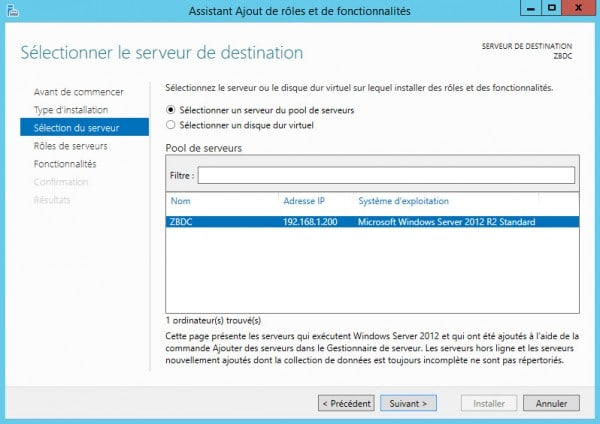 Assistant Ajout de rôles et de fonctionnalités
Sélectionner le serveur de destination
SERVEUR DE DESTINATION
ZBDC
Avant de commencer
Type d'installation
Sélection du serveur
Rôles de serveurs
Fonctionnalités
Confirmation
Résultats
Sélectionnez le serveur ou le disque dur virtuel sur lequel installer des rôles et des fonctionnalités.
Sélectionner un serveur du pool de serveurs
Sélectionner un disque dur virtuel
Pool de serveurs
Filtre :
Nom Adresse IP Système d'exploitation
ZBDC 192.168.1.200 Microsoft Windows Server 2012 R2 Standard
1 ordinateur(s) trouvé(s)
Cette page présente les serveurs qui exécutent Windows Server 2012 et qui ont été ajoutés à l'aide de la
commande Ajouter des serveurs dans le Gestionnaire de serveur. Les serveurs hors ligne et les serveurs
nouvellement ajoutés dont la collection de données est toujours incomplète ne sont pas répertoriés.
< Précédent Suivant > Installer Annuler